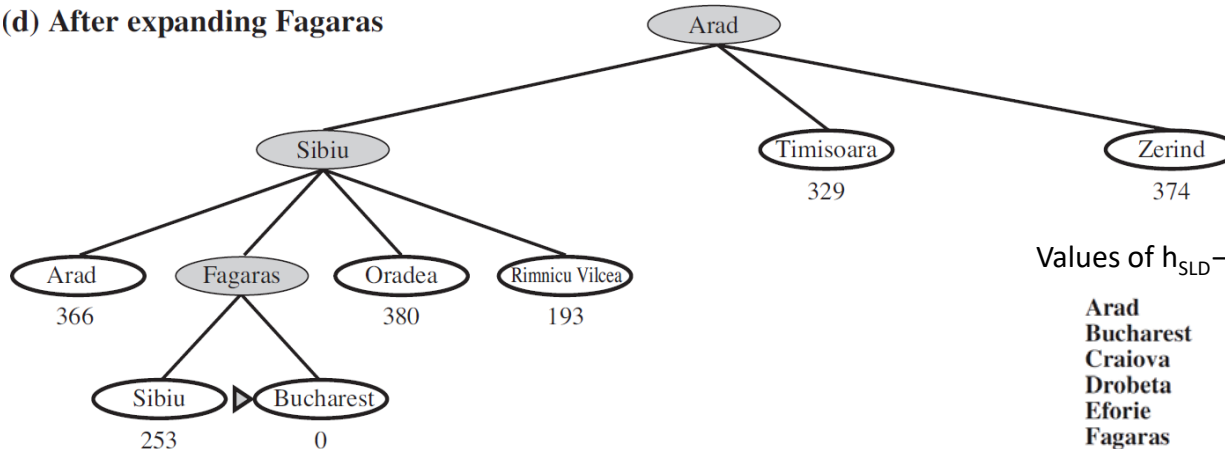 (d) After expanding Fagaras
Arad
Sibiu
Timisoara
Zerind
329
374
Arad
Fagaras
Oradea
Rimnicu Vilcea
366
380
193
Values of hSLD–
Sibiu
Bucharest
253
0
Arad
Bucharest
Craiova
Drobeta
Eforie
Fagaras